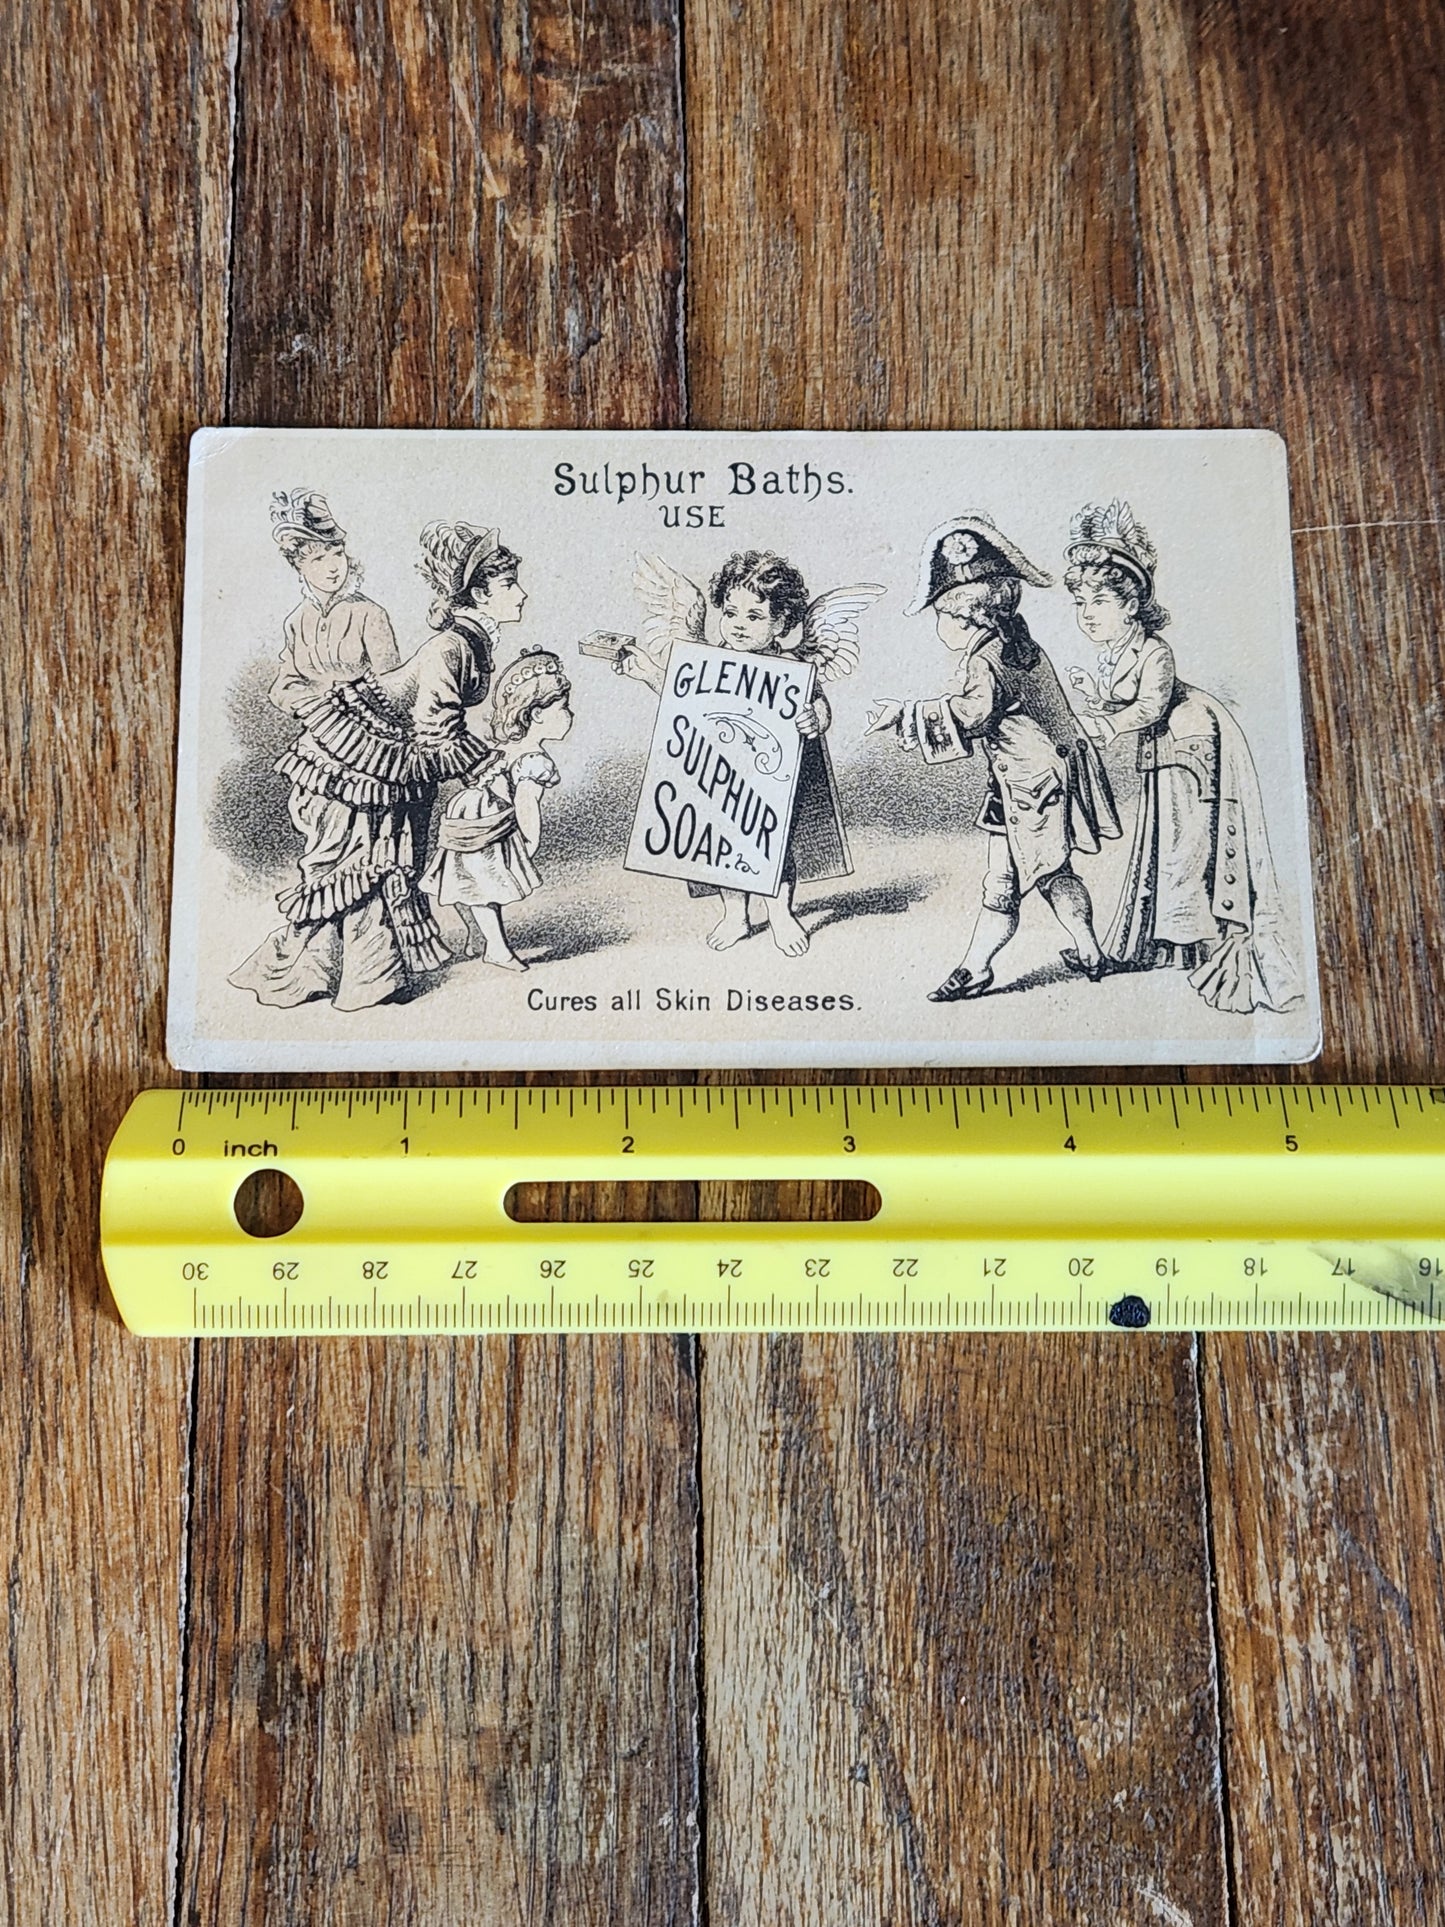 Sulphur Baths.
USE
GLENN'S
SULPHUR
SOAP.
Cures all Skin Diseases.
0 inch 1 2 3 4 5
30 29 28 27 26 25 24 23 22 21 20 19 18 17 16